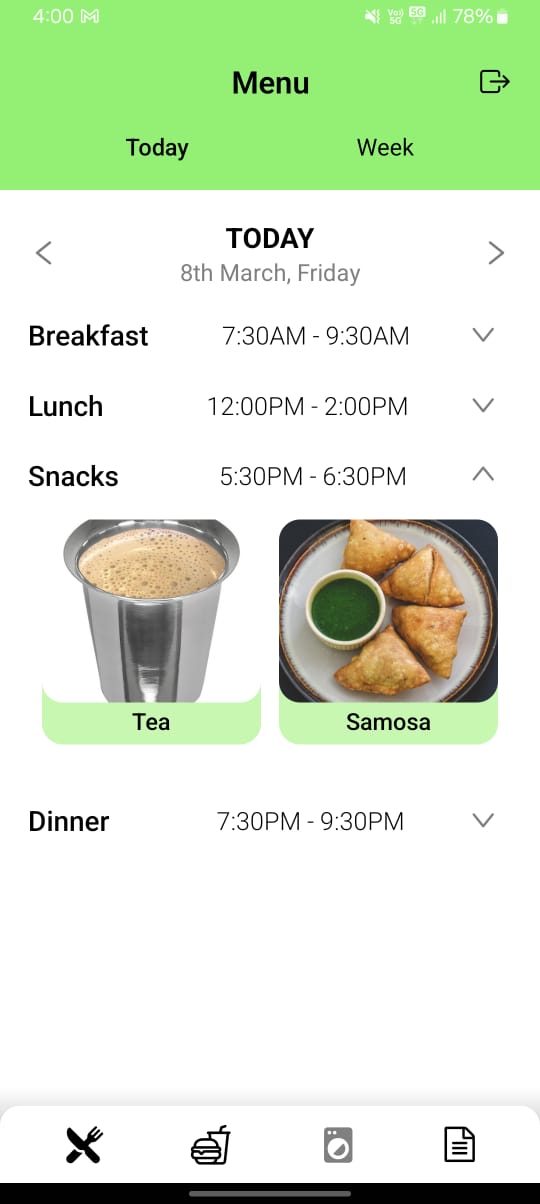 4:00 M Vo) 5G 5G 78%
Menu
Today Week
TODAY
8th March, Friday
Breakfast 7:30AM - 9:30AM
Lunch 12:00PM - 2:00PM
Snacks 5:30PM - 6:30PM
Tea Samosa
Dinner 7:30PM - 9:30PM